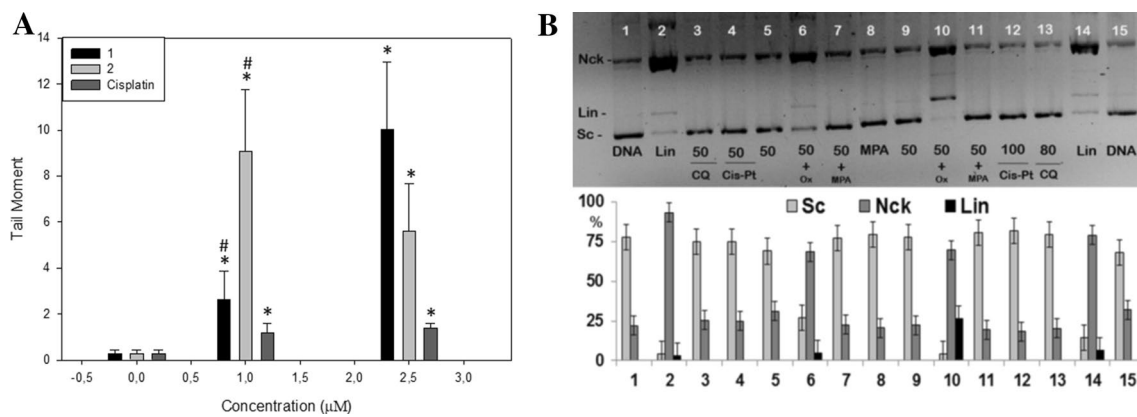 A
14
12
10
8
6
4
2
0
Tail Moment
1
2
Cisplatin
#
*
#
*
*
*
*
*
-0,5 0,0 0,5 1,0 1,5 2,0 2,5 3,0
Concentration (µM)
B
1 2 3 4 5 6 7 8 9 10 11 12 13 14 15
Nck -
Lin -
Sc -
DNA Lin 50 50 50 50 50 MPA 50 50 50 100 80 Lin DNA
+ + + +
CQ Cis-Pt Ox MPA Ox MPA Cis-Pt CQ
Sc Nck Lin
%
75
50
25
0
1 2 3 4 5 6 7 8 9 10 11 12 13 14 15